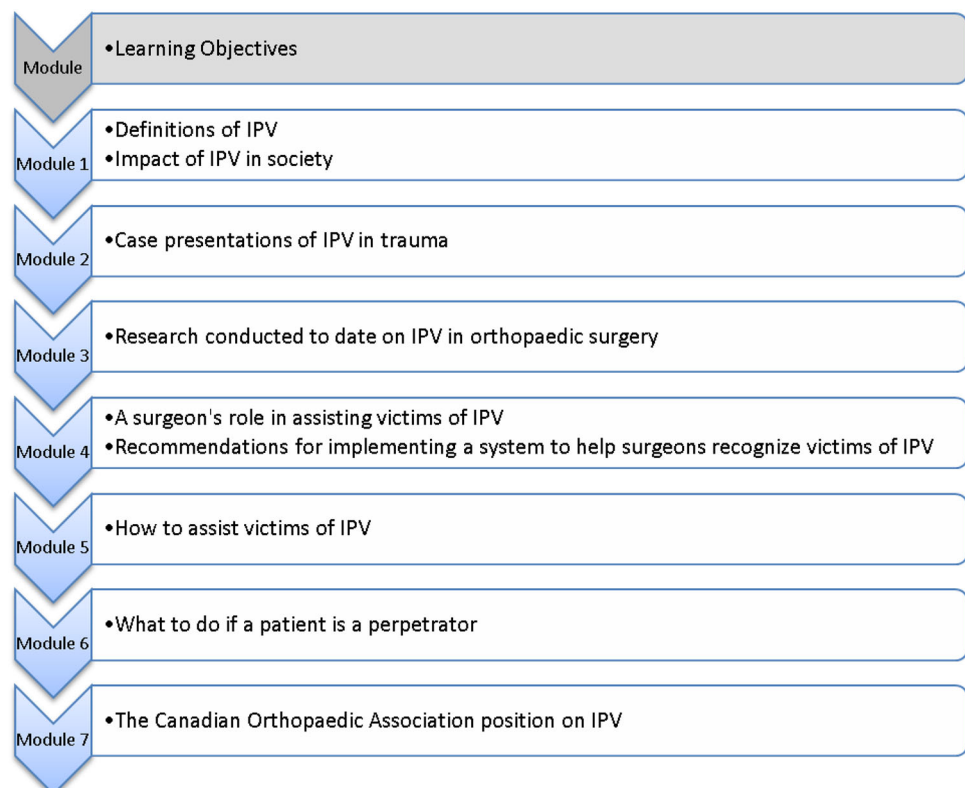 Module
•Learning Objectives
Module 1
•Definitions of IPV
•Impact of IPV in society
Module 2
•Case presentations of IPV in trauma
Module 3
•Research conducted to date on IPV in orthopaedic surgery
Module 4
•A surgeon's role in assisting victims of IPV
•Recommendations for implementing a system to help surgeons recognize victims of IPV
Module 5
•How to assist victims of IPV
Module 6
•What to do if a patient is a perpetrator
Module 7
•The Canadian Orthopaedic Association position on IPV